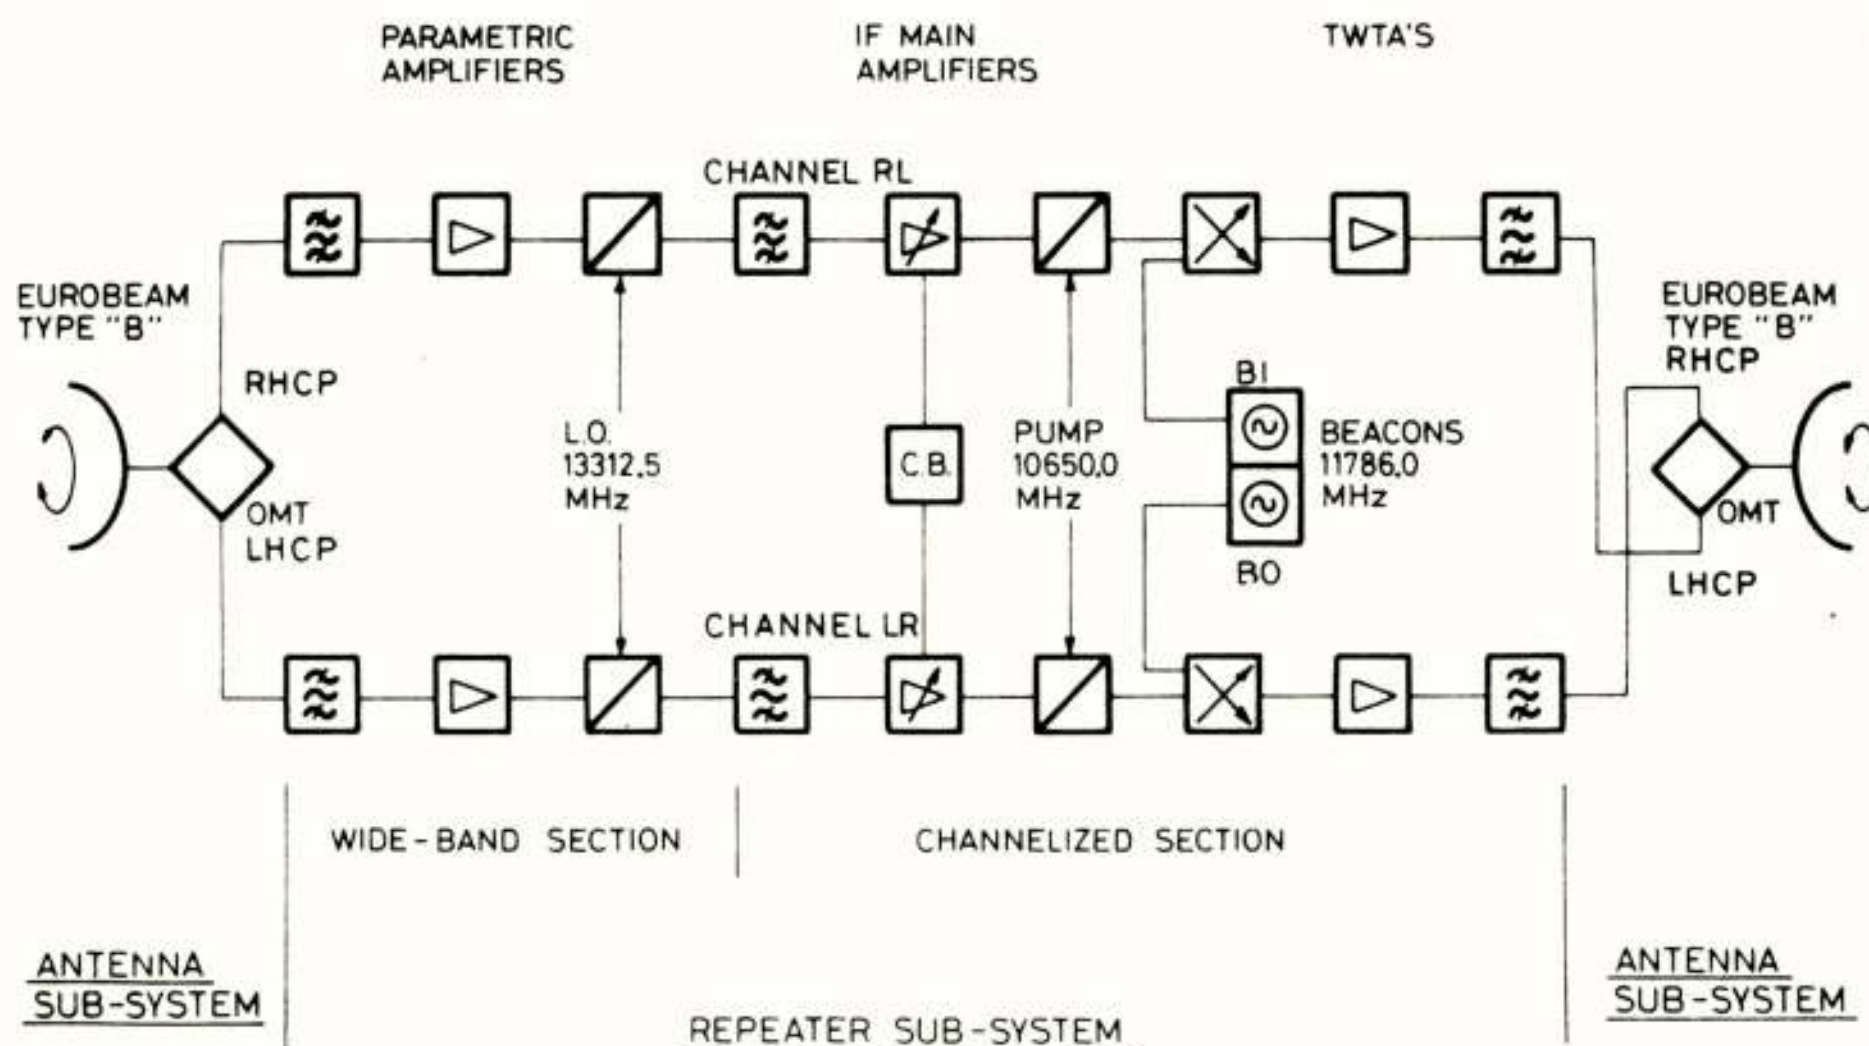 PARAMETRIC
AMPLIFIERS
IF MAIN
AMPLIFIERS
TWTA'S
CHANNEL RL
EUROBEAM
TYPE "B"
RHCP
OMT
LHCP
L.O.
13312.5
MHz
C.B.
PUMP
10650.0
MHz
B1
B0
BEACONS
11786.0
MHz
EUROBEAM
TYPE "B"
RHCP
OMT
LHCP
CHANNEL LR
WIDE-BAND SECTION
CHANNELIZED SECTION
ANTENNA
SUB-SYSTEM
REPEATER SUB-SYSTEM
ANTENNA
SUB-SYSTEM